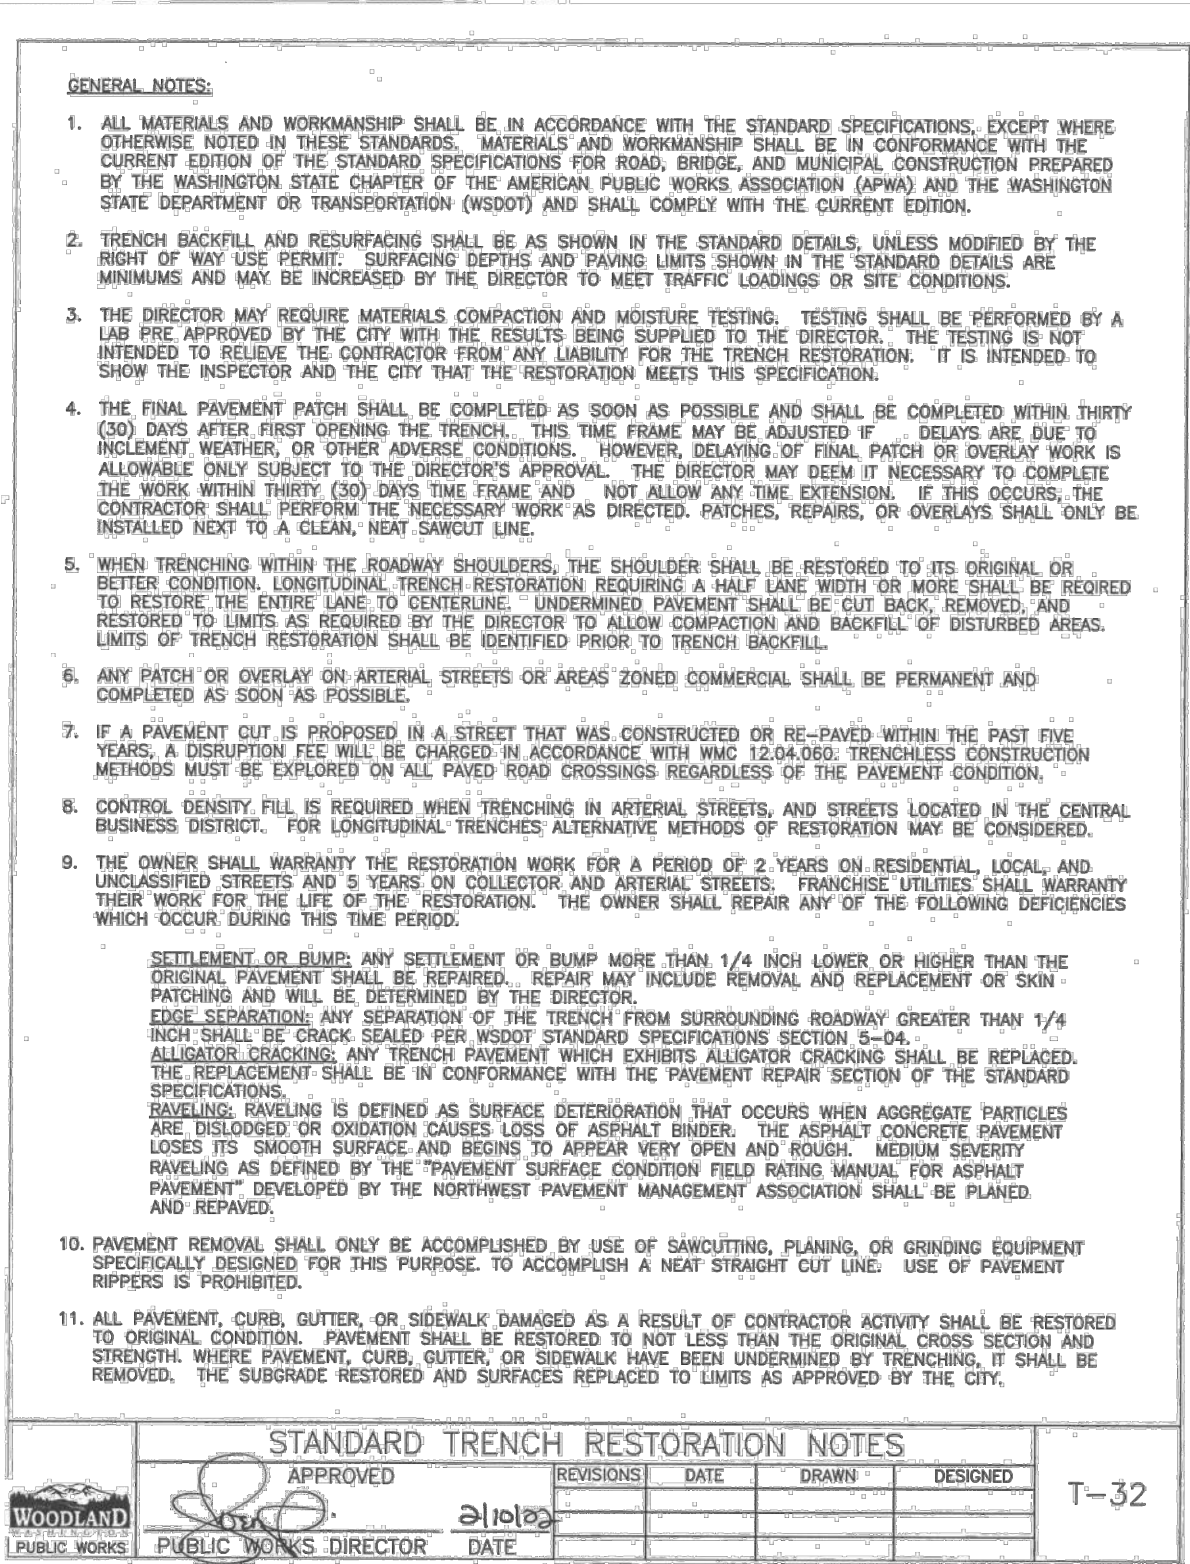 GENERAL NOTES:
1. ALL MATERIALS AND WORKMANSHIP SHALL BE IN ACCORDANCE WITH THE STANDARD SPECIFICATIONS, EXCEPT WHERE
OTHERWISE NOTED IN THESE STANDARDS. MATERIALS AND WORKMANSHIP SHALL BE IN CONFORMANCE WITH THE
CURRENT EDITION OF THE STANDARD SPECIFICATIONS FOR ROAD, BRIDGE, AND MUNICIPAL CONSTRUCTION PREPARED
BY THE WASHINGTON STATE CHAPTER OF THE AMERICAN PUBLIC WORKS ASSOCIATION (APWA) AND THE WASHINGTON
STATE DEPARTMENT OR TRANSPORTATION (WSDOT) AND SHALL COMPLY WITH THE CURRENT EDITION.
2. TRENCH BACKFILL AND RESURFACING SHALL BE AS SHOWN IN THE STANDARD DETAILS, UNLESS MODIFIED BY THE
RIGHT OF WAY USE PERMIT. SURFACING DEPTHS AND PAVING LIMITS SHOWN IN THE STANDARD DETAILS ARE
MINIMUMS AND MAY BE INCREASED BY THE DIRECTOR TO MEET TRAFFIC LOADINGS OR SITE CONDITIONS.
3. THE DIRECTOR MAY REQUIRE MATERIALS COMPACTION AND MOISTURE TESTING. TESTING SHALL BE PERFORMED BY A
LAB PRE APPROVED BY THE CITY WITH THE RESULTS BEING SUPPLIED TO THE DIRECTOR. THE TESTING IS NOT
INTENDED TO RELIEVE THE CONTRACTOR FROM ANY LIABILITY FOR THE TRENCH RESTORATION. IT IS INTENDED TO
SHOW THE INSPECTOR AND THE CITY THAT THE RESTORATION MEETS THIS SPECIFICATION.
4. THE FINAL PAVEMENT PATCH SHALL BE COMPLETED AS SOON AS POSSIBLE AND SHALL BE COMPLETED WITHIN THIRTY
(30) DAYS AFTER FIRST OPENING THE TRENCH. THIS TIME FRAME MAY BE ADJUSTED IF DELAYS ARE DUE TO
INCLEMENT WEATHER, OR OTHER ADVERSE CONDITIONS. HOWEVER, DELAYING OF FINAL PATCH OR OVERLAY WORK IS
ALLOWABLE ONLY SUBJECT TO THE DIRECTOR'S APPROVAL. THE DIRECTOR MAY DEEM IT NECESSARY TO COMPLETE
THE WORK WITHIN THIRTY (30) DAYS TIME FRAME AND NOT ALLOW ANY TIME EXTENSION. IF THIS OCCURS, THE
CONTRACTOR SHALL PERFORM THE NECESSARY WORK AS DIRECTED. PATCHES, REPAIRS, OR OVERLAYS SHALL ONLY BE
INSTALLED NEXT TO A CLEAN, NEAT SAWCUT LINE.
5. WHEN TRENCHING WITHIN THE ROADWAY SHOULDERS, THE SHOULDER SHALL BE RESTORED TO ITS ORIGINAL OR
BETTER CONDITION. LONGITUDINAL TRENCH RESTORATION REQUIRING A HALF LANE WIDTH OR MORE SHALL BE REQIRED
TO RESTORE THE ENTIRE LANE TO CENTERLINE. UNDERMINED PAVEMENT SHALL BE CUT BACK, REMOVED, AND
RESTORED TO LIMITS AS REQUIRED BY THE DIRECTOR TO ALLOW COMPACTION AND BACKFILL OF DISTURBED AREAS.
LIMITS OF TRENCH RESTORATION SHALL BE IDENTIFIED PRIOR TO TRENCH BACKFILL.
6. ANY PATCH OR OVERLAY ON ARTERIAL STREETS OR AREAS ZONED COMMERCIAL SHALL BE PERMANENT AND
COMPLETED AS SOON AS POSSIBLE.
7. IF A PAVEMENT CUT IS PROPOSED IN A STREET THAT WAS CONSTRUCTED OR RE-PAVED WITHIN THE PAST FIVE
YEARS, A DISRUPTION FEE WILL BE CHARGED IN ACCORDANCE WITH WMC 12.04.060. TRENCHLESS CONSTRUCTION
METHODS MUST BE EXPLORED ON ALL PAVED ROAD CROSSINGS REGARDLESS OF THE PAVEMENT CONDITION.
8. CONTROL DENSITY FILL IS REQUIRED WHEN TRENCHING IN ARTERIAL STREETS, AND STREETS LOCATED IN THE CENTRAL
BUSINESS DISTRICT. FOR LONGITUDINAL TRENCHES ALTERNATIVE METHODS OF RESTORATION MAY BE CONSIDERED.
9. THE OWNER SHALL WARRANTY THE RESTORATION WORK FOR A PERIOD OF 2 YEARS ON RESIDENTIAL, LOCAL, AND
UNCLASSIFIED STREETS AND 5 YEARS ON COLLECTOR AND ARTERIAL STREETS. FRANCHISE UTILITIES SHALL WARRANTY
THEIR WORK FOR THE LIFE OF THE RESTORATION. THE OWNER SHALL REPAIR ANY OF THE FOLLOWING DEFICIENCIES
WHICH OCCUR DURING THIS TIME PERIOD.
SETTLEMENT OR BUMP: ANY SETTLEMENT OR BUMP MORE THAN 1/4 INCH LOWER OR HIGHER THAN THE
ORIGINAL PAVEMENT SHALL BE REPAIRED. REPAIR MAY INCLUDE REMOVAL AND REPLACEMENT OR SKIN
PATCHING AND WILL BE DETERMINED BY THE DIRECTOR.
EDGE SEPARATION: ANY SEPARATION OF THE TRENCH FROM SURROUNDING ROADWAY GREATER THAN 1/4
INCH SHALL BE CRACK SEALED PER WSDOT STANDARD SPECIFICATIONS SECTION 5-04.
ALLIGATOR CRACKING: ANY TRENCH PAVEMENT WHICH EXHIBITS ALLIGATOR CRACKING SHALL BE REPLACED.
THE REPLACEMENT SHALL BE IN CONFORMANCE WITH THE PAVEMENT REPAIR SECTION OF THE STANDARD
SPECIFICATIONS.
RAVELING: RAVELING IS DEFINED AS SURFACE DETERIORATION THAT OCCURS WHEN AGGREGATE PARTICLES
ARE DISLODGED OR OXIDATION CAUSES LOSS OF ASPHALT BINDER. THE ASPHALT CONCRETE PAVEMENT
LOSES ITS SMOOTH SURFACE AND BEGINS TO APPEAR VERY OPEN AND ROUGH. MEDIUM SEVERITY
RAVELING AS DEFINED BY THE "PAVEMENT SURFACE CONDITION FIELD RATING MANUAL FOR ASPHALT
PAVEMENT" DEVELOPED BY THE NORTHWEST PAVEMENT MANAGEMENT ASSOCIATION SHALL BE PLANED
AND REPAVED.
10. PAVEMENT REMOVAL SHALL ONLY BE ACCOMPLISHED BY USE OF SAWCUTTING, PLANING, OR GRINDING EQUIPMENT
SPECIFICALLY DESIGNED FOR THIS PURPOSE. TO ACCOMPLISH A NEAT STRAIGHT CUT LINE. USE OF PAVEMENT
RIPPERS IS PROHIBITED.
11. ALL PAVEMENT, CURB, GUTTER, OR SIDEWALK DAMAGED AS A RESULT OF CONTRACTOR ACTIVITY SHALL BE RESTORED
TO ORIGINAL CONDITION. PAVEMENT SHALL BE RESTORED TO NOT LESS THAN THE ORIGINAL CROSS SECTION AND
STRENGTH. WHERE PAVEMENT, CURB, GUTTER, OR SIDEWALK HAVE BEEN UNDERMINED BY TRENCHING, IT SHALL BE
REMOVED. THE SUBGRADE RESTORED AND SURFACES REPLACED TO LIMITS AS APPROVED BY THE CITY.
STANDARD TRENCH RESTORATION NOTES
APPROVED
REVISIONS DATE DRAWN DESIGNED
T-32
WOODLAND
WASHINGTON
PUBLIC WORKS
2/10/02
PUBLIC WORKS DIRECTOR DATE